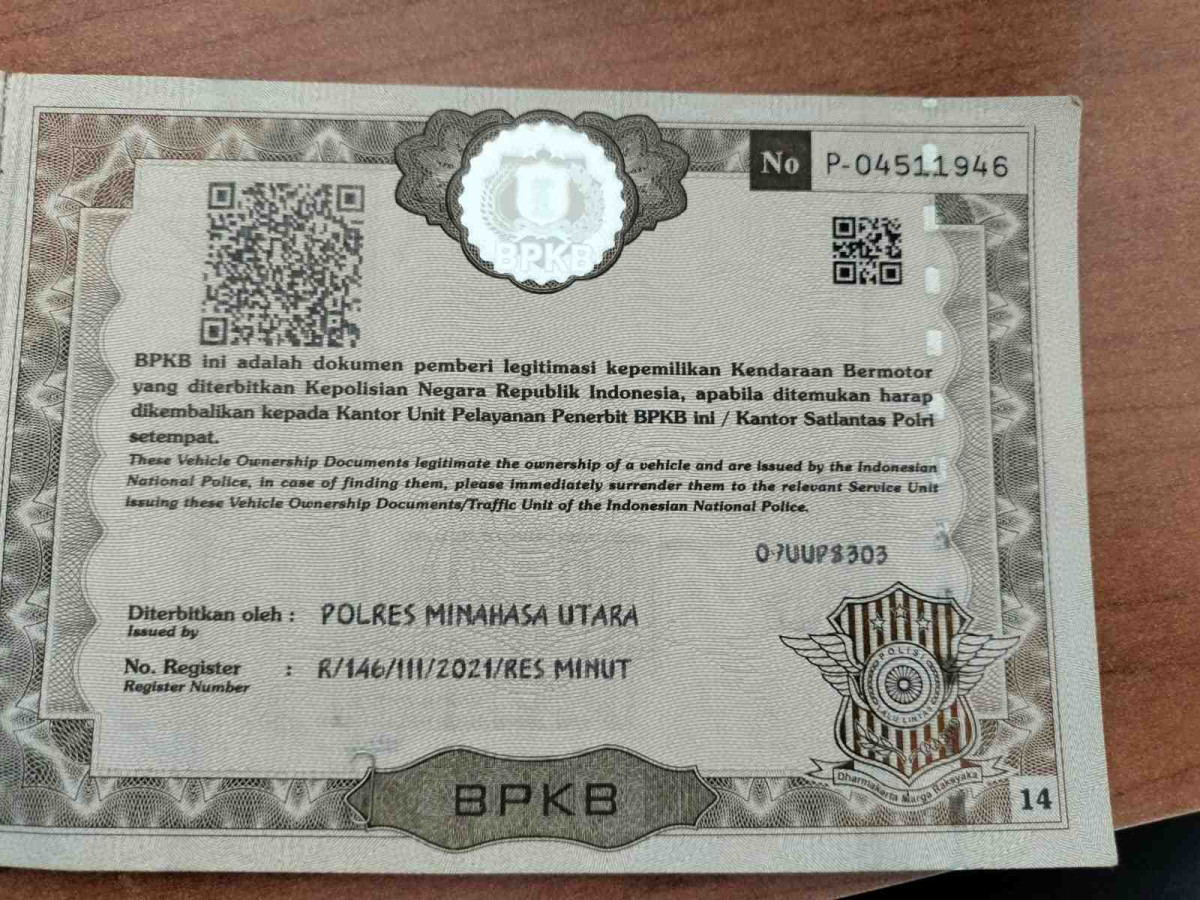 No P-04511946
BPKB
BPKB ini adalah dokumen pemberi legitimasi kepemilikan Kendaraan Bermotor
yang diterbitkan Kepolisian Negara Republik Indonesia, apabila ditemukan harap
dikembalikan kepada Kantor Unit Pelayanan Penerbit BPKB ini / Kantor Satlantas Polri
setempat.
These Vehicle Ownership Documents legitimate the ownership of a vehicle and are issued by the Indonesian
National Police, in case of finding them, please immediately surrender them to the relevant Service Unit
issuing these Vehicle Ownership Documents/Traffic Unit of the Indonesian National Police.
Diterbitkan oleh : POLRES MINAHASA UTARA
Issued by
No. Register : R/146/III/2021/RES MINUT
Register Number
POLISI
LALU LINTAS
Dharmakerta Marga Raksyaka
BPKB
14